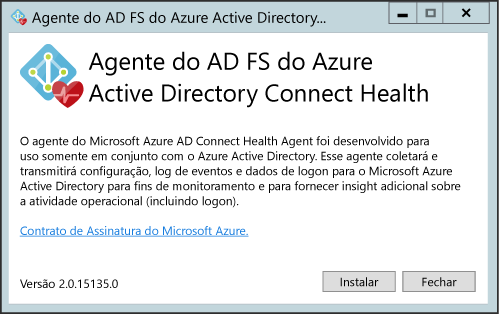 Agente do AD FS do Azure Active Directory...
Agente do AD FS do Azure
Active Directory Connect Health
O agente do Microsoft Azure AD Connect Health Agent foi desenvolvido para
uso somente em conjunto com o Azure Active Directory. Esse agente coletará e
transmitirá configuração, log de eventos e dados de logon para o Microsoft Azure
Active Directory para fins de monitoramento e para fornecer insight adicional sobre
a atividade operacional (incluindo logon).
Contrato de Assinatura do Microsoft Azure.
Versão 2.0.15135.0
Instalar
Fechar